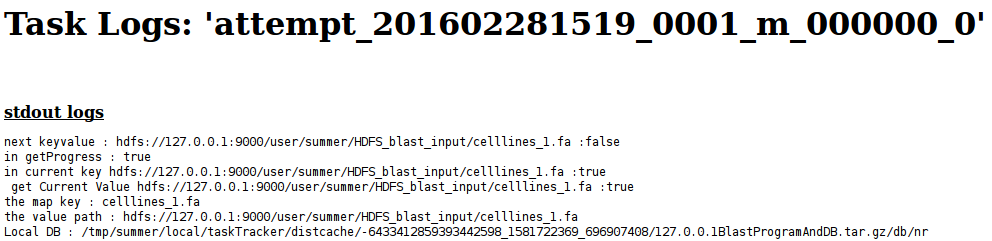 Task Logs: 'attempt_201602281519_0001_m_000000_0'
stdout logs
next keyvalue : hdfs://127.0.0.1:9000/user/summer/HDFS_blast_input/celllines_1.fa :false
in getProgress : true
in current key hdfs://127.0.0.1:9000/user/summer/HDFS_blast_input/celllines_1.fa :true
 get Current Value hdfs://127.0.0.1:9000/user/summer/HDFS_blast_input/celllines_1.fa :true
the map key : celllines_1.fa
the value path : hdfs://127.0.0.1:9000/user/summer/HDFS_blast_input/celllines_1.fa
Local DB : /tmp/summer/local/taskTracker/distcache/-6433412859393442598_1581722369_696907408/127.0.0.1BlastProgramAndDB.tar.gz/db/nr